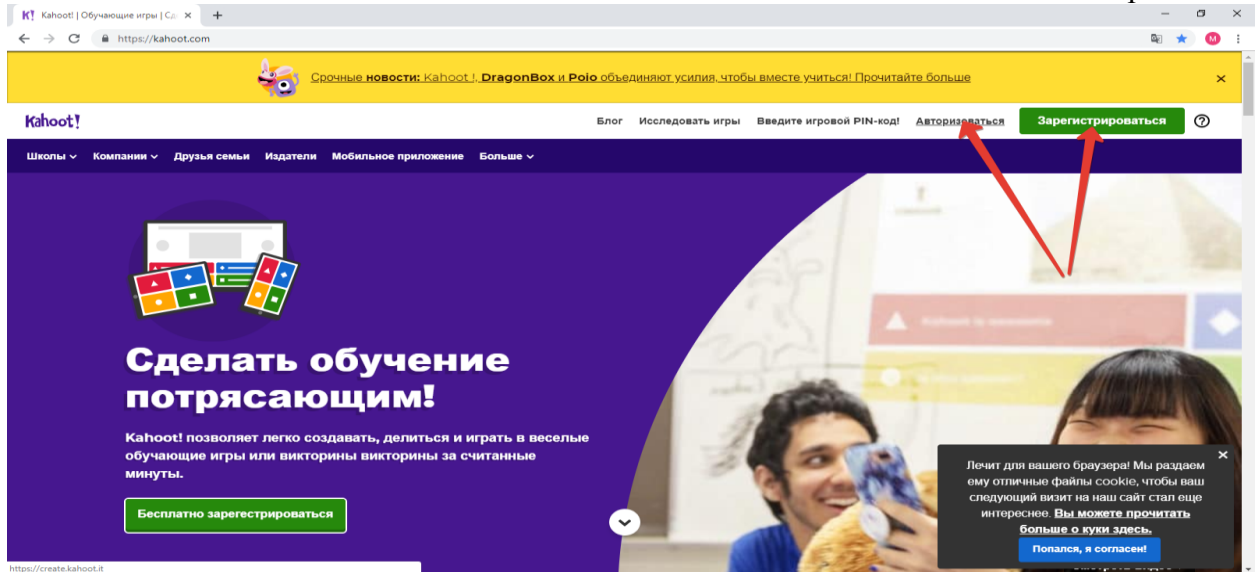 Kahoot! | Обучающие игры | Сд
https://kahoot.com
Срочные новости: Kahoot !, DragonBox и Poio объединяют усилия, чтобы вместе учиться! Прочитайте больше
Kahoot!
Блог Исследовать игры Введите игровой PIN-код! Авторизоваться Зарегистрироваться
Школы Компании Друзья семьи Издатели Мобильное приложение Больше
Сделать обучение
потрясающим!
Kahoot! позволяет легко создавать, делиться и играть в веселые
обучающие игры или викторины викторины за считанные
минуты.
Бесплатно зарегестрироваться
Лечит для вашего браузера! Мы раздаем
ему отличные файлы cookie, чтобы ваш
следующий визит на наш сайт стал еще
интереснее. Вы можете прочитать
больше о куки здесь.
Попался, я согласен!
https://create.kahoot.it